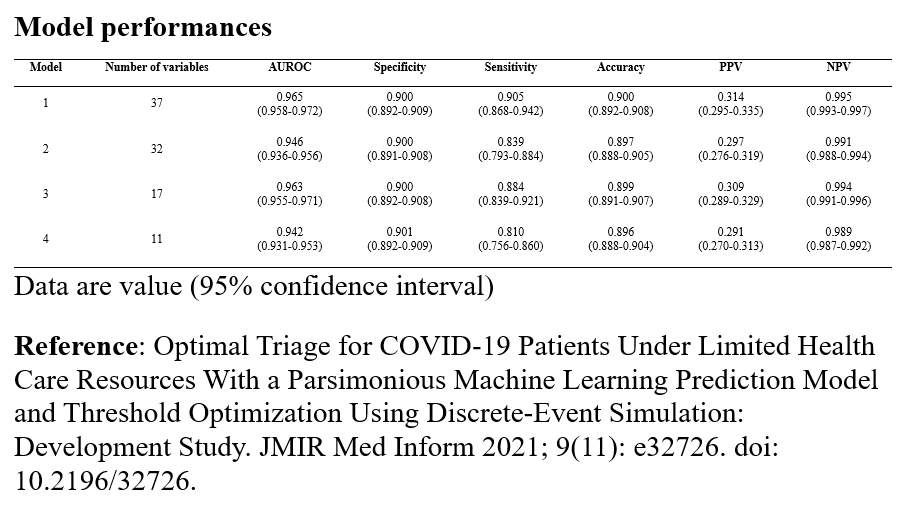 Model performances
Model Number of variables AUROC Specificity Sensitivity Accuracy PPV NPV
1 37 0.965 0.900 0.905 0.900 0.314 0.995
(0.958-0.972) (0.892-0.909) (0.868-0.942) (0.892-0.908) (0.295-0.335) (0.993-0.997)
2 32 0.946 0.900 0.839 0.897 0.297 0.991
(0.936-0.956) (0.891-0.908) (0.793-0.884) (0.888-0.905) (0.276-0.319) (0.988-0.994)
3 17 0.963 0.900 0.884 0.899 0.309 0.994
(0.955-0.971) (0.892-0.908) (0.839-0.921) (0.891-0.907) (0.289-0.329) (0.991-0.996)
4 11 0.942 0.901 0.810 0.896 0.291 0.989
(0.931-0.953) (0.892-0.909) (0.756-0.860) (0.888-0.904) (0.270-0.313) (0.987-0.992)
Data are value (95% confidence interval)
Reference: Optimal Triage for COVID-19 Patients Under Limited Health
Care Resources With a Parsimonious Machine Learning Prediction Model
and Threshold Optimization Using Discrete-Event Simulation:
Development Study. JMIR Med Inform 2021; 9(11): e32726. doi:
10.2196/32726.